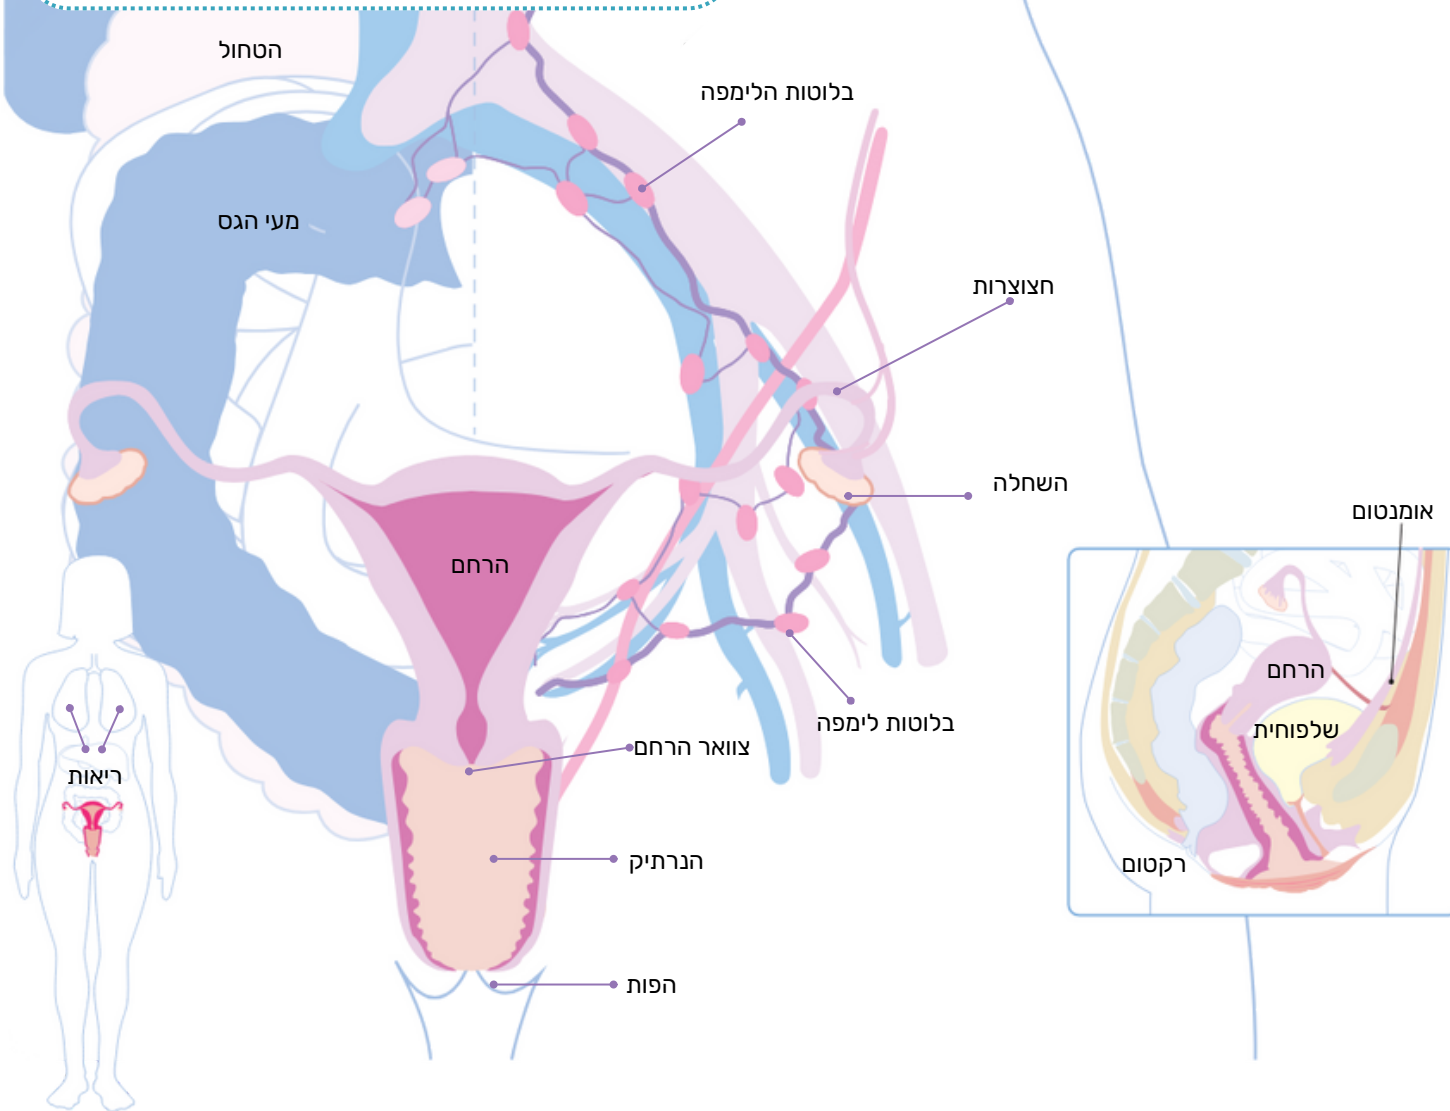 הטחול
בלוטות הלימפה
מעי הגס
חצוצרות
השחלה
אומנטום
הרחם
הרחם
שלפוחית
בלוטות לימפה
צוואר הרחם
ריאות
הנרתיק
רקטום
הפות